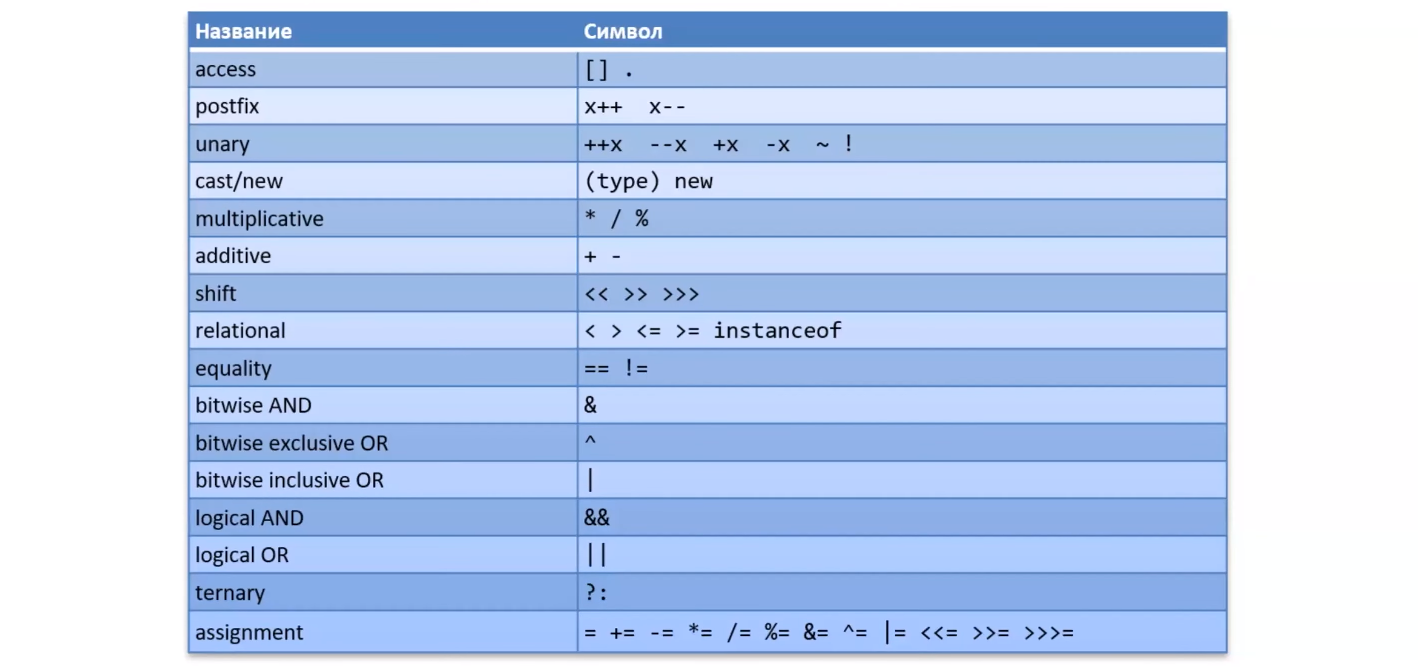 Название Символ
access [] .
postfix x++ x--
unary ++x --x +x -x ~ !
cast/new (type) new
multiplicative * / %
additive + -
shift << >> >>>
relational < > <= >= instanceof
equality == !=
bitwise AND &
bitwise exclusive OR ^
bitwise inclusive OR |
logical AND &&
logical OR ||
ternary ?:
assignment = += -= *= /= %= &= ^= |= <<= >>= >>>=